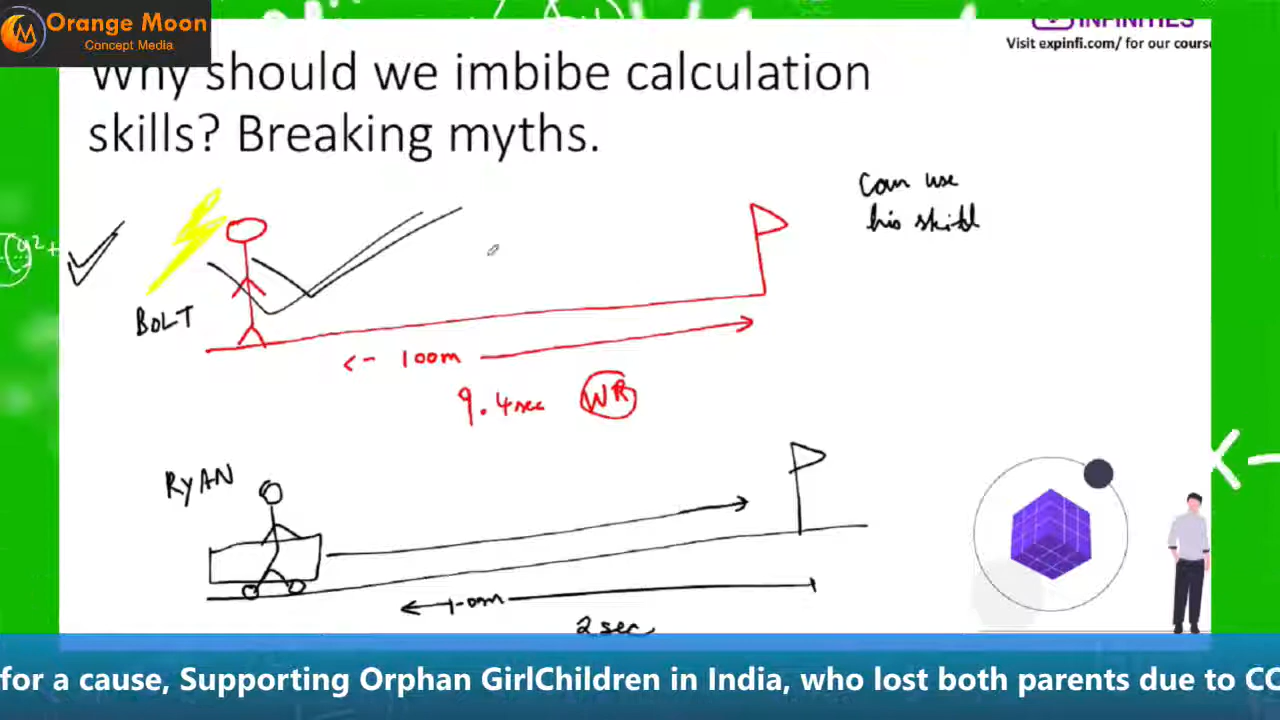 Orange Moon
Concept Media
INFINITIES
Visit expinfi.com/ for our course
Why should we imbibe calculation
skills? Breaking myths.
Can use
his skill
BOLT
<- 100m
9.4sec WR
RYAN
2 sec
for a cause, Supporting Orphan GirlChildren in India, who lost both parents due to CO